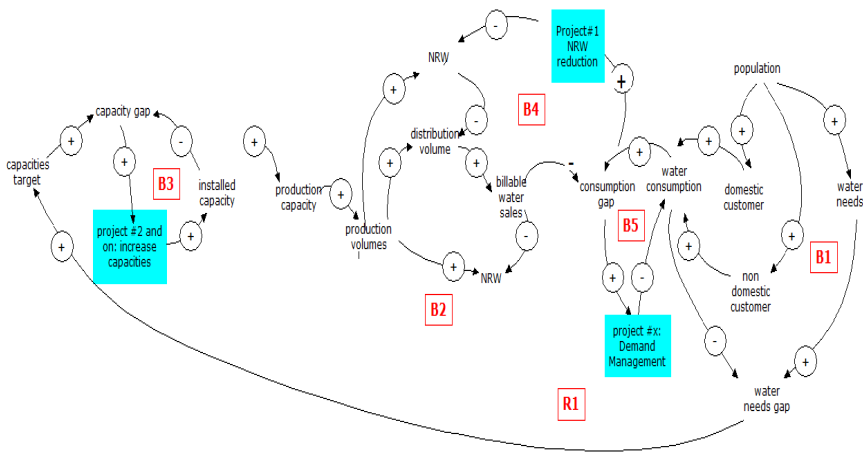 Project#1
NRW
reduction
-
NRW
+
population
+
-
B4
capacity gap
+
-
+
-
distribution
volume
+
+
+
+
+
capacities
target
+
B3
installed
capacity
production
capacity
+
+
billable
water
sales
-
consumption
gap
water
consumption
domestic
customer
water
needs
project #2 and
on: increase
capacities
+
production
volumes
-
B5
+
+
B1
+
+
NRW
+
-
non
domestic
customer
B2
project #x:
Demand
Management
-
+
R1
water
needs gap